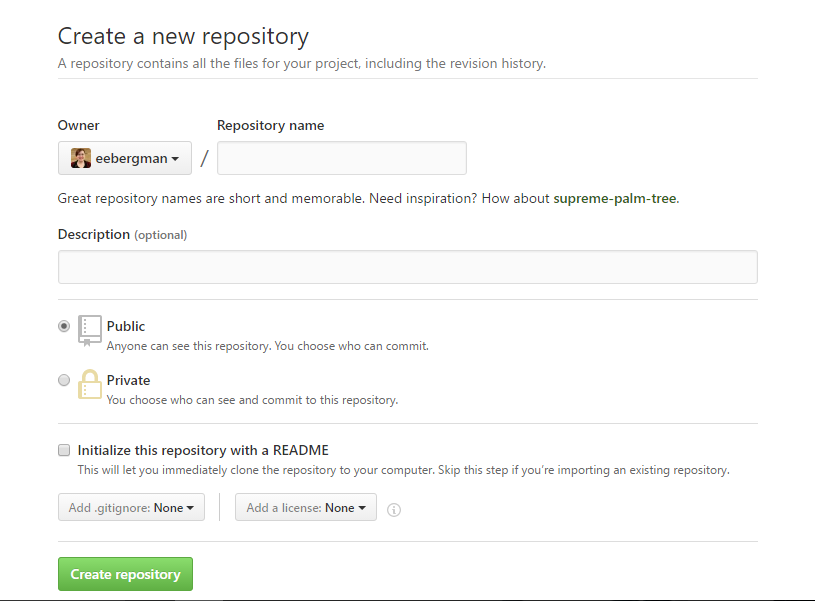 Create a new repository
A repository contains all the files for your project, including the revision history.
Owner
Repository name
eebergman
/
Great repository names are short and memorable. Need inspiration? How about supreme-palm-tree.
Description (optional)
Public
Anyone can see this repository. You choose who can commit.
Private
You choose who can see and commit to this repository.
Initialize this repository with a README
This will let you immediately clone the repository to your computer. Skip this step if you’re importing an existing repository.
Add .gitignore: None
Add a license: None
Create repository